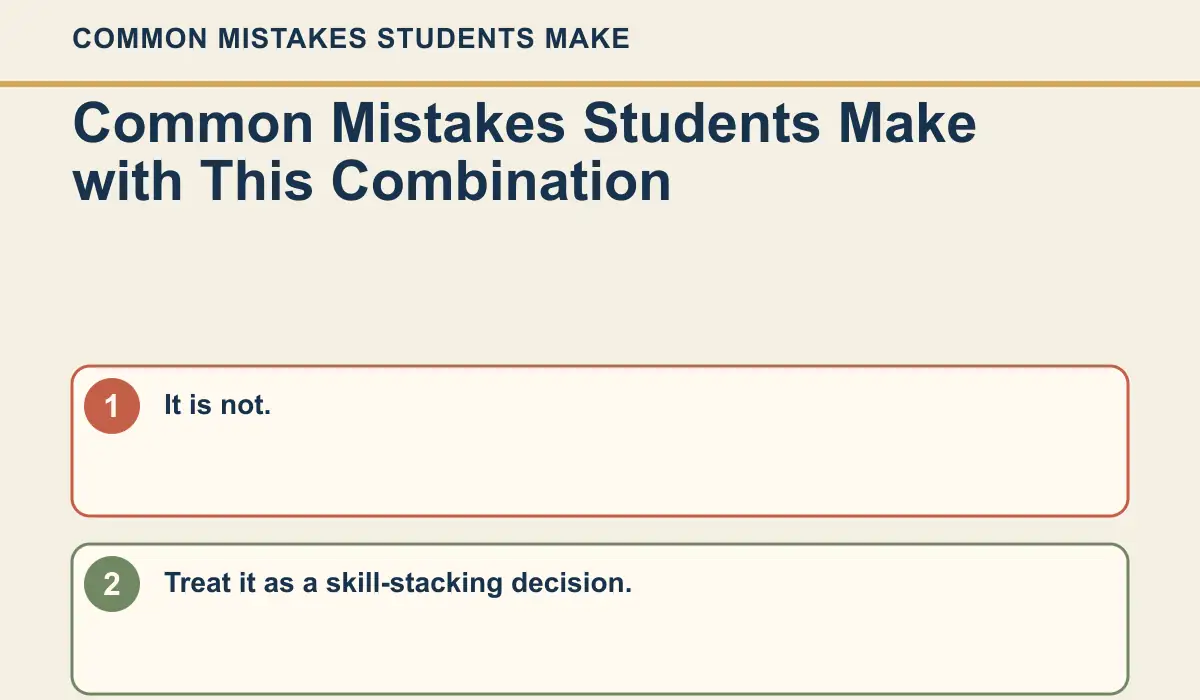 COMMON MISTAKES STUDENTS MAKE
Common Mistakes Students Make
with This Combination
1 It is not.
2 Treat it as a skill-stacking decision.